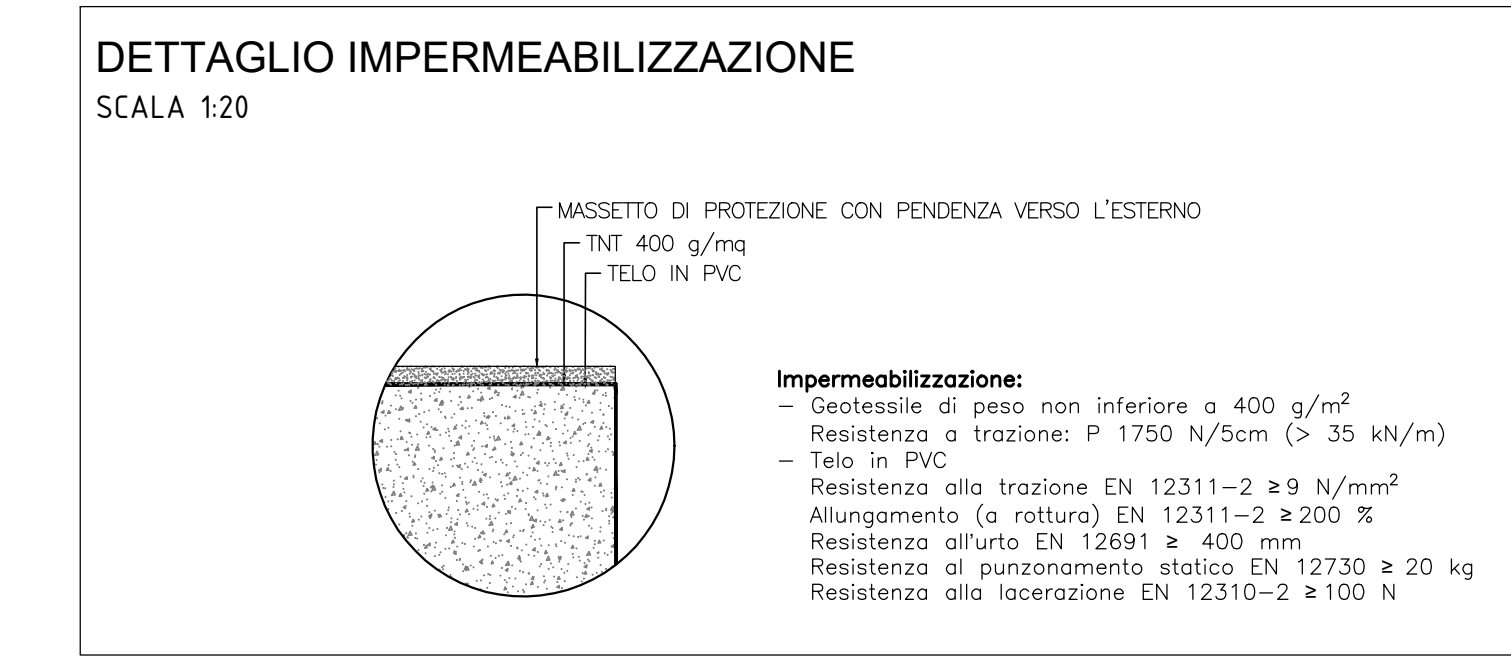 DETTAGLIO IMPERMEABILIZZAZIONE
SCALA 1:20
MASSETTO DI PROTEZIONE CON PENDENZA VERSO L'ESTERNO
TNT 400 g/mq
TELO IN PVC
Impermeabilizzazione:
– Geotessile di peso non inferiore a 400 g/m²
Resistenza a trazione: P 1750 N/5cm (> 35 kN/m)
– Telo in PVC
Resistenza alla trazione EN 12311–2 ≥9 N/mm²
Allungamento (a rottura) EN 12311–2 ≥200 %
Resistenza all'urto EN 12691 ≥ 400 mm
Resistenza al punzonamento statico EN 12730 ≥ 20 kg
Resistenza alla lacerazione EN 12310–2 ≥100 N